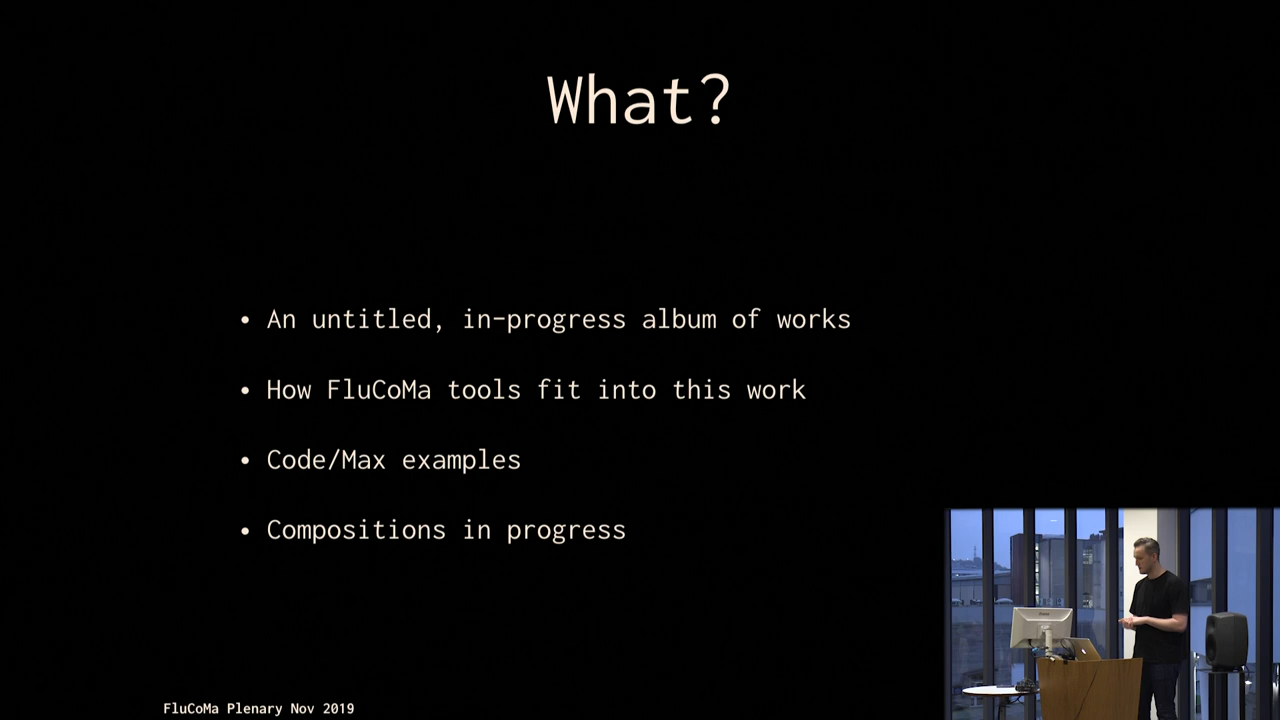 What?
• An untitled, in-progress album of works
• How FluCoMa tools fit into this work
• Code/Max examples
• Compositions in progress
FluCoMa Plenary Nov 2019